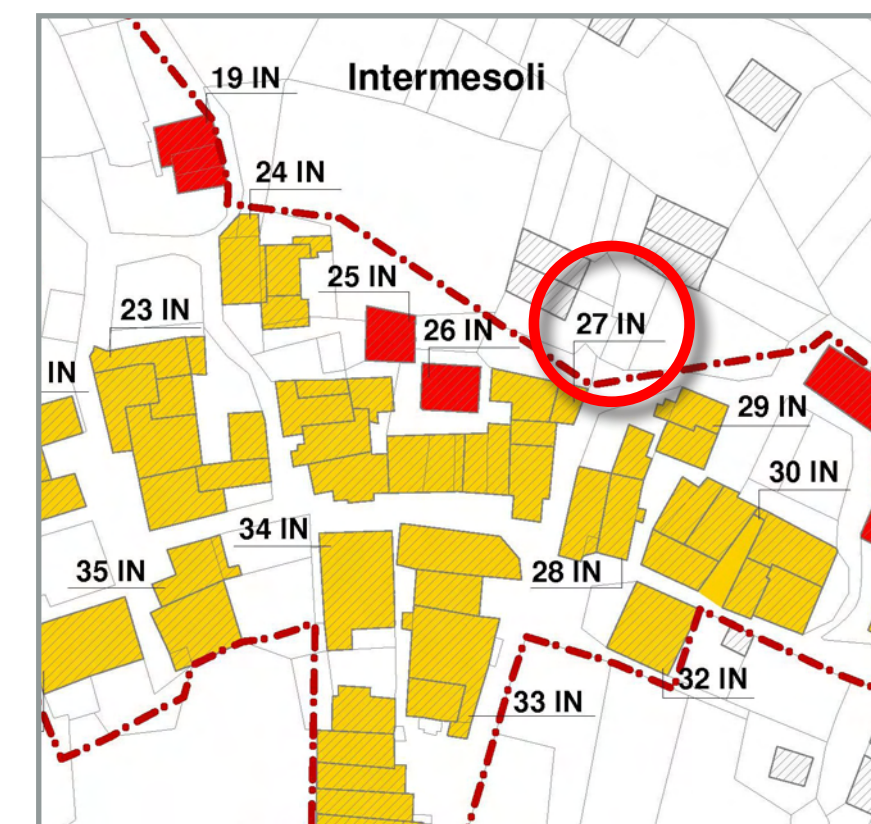 19 IN
Intermesoli
24 IN
25 IN
23 IN
26 IN
27 IN
IN
29 IN
30 IN
34 IN
35 IN
28 IN
32 IN
33 IN